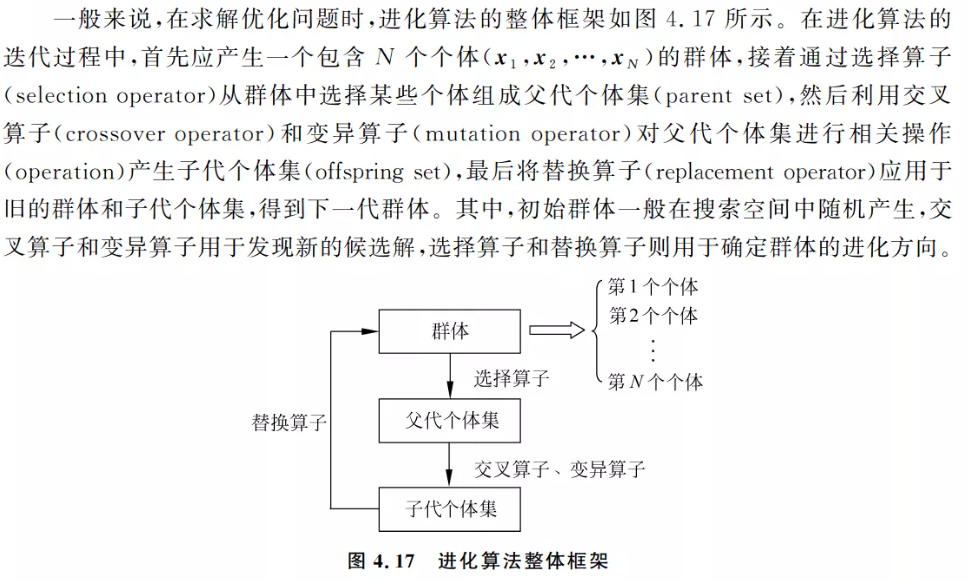 一般来说,在求解优化问题时,进化算法的整体框架如图 4.17 所示。在进化算法的
迭代过程中,首先应产生一个包含 N 个个体(x1,x2,…,xN)的群体,接着通过选择算子
(selection operator)从群体中选择某些个体组成父代个体集(parent set),然后利用交叉
算子(crossover operator)和变异算子(mutation operator)对父代个体集进行相关操作
(operation)产生子代个体集(offspring set),最后将替换算子(replacement operator)应用于
旧的群体和子代个体集,得到下一代群体。其中,初始群体一般在搜索空间中随机产生,交
叉算子和变异算子用于发现新的候选解,选择算子和替换算子则用于确定群体的进化方向。
第1个个体
群体
第2个个体
⋮
第N个个体
选择算子
替换算子
父代个体集
交叉算子、变异算子
子代个体集
图 4.17 进化算法整体框架